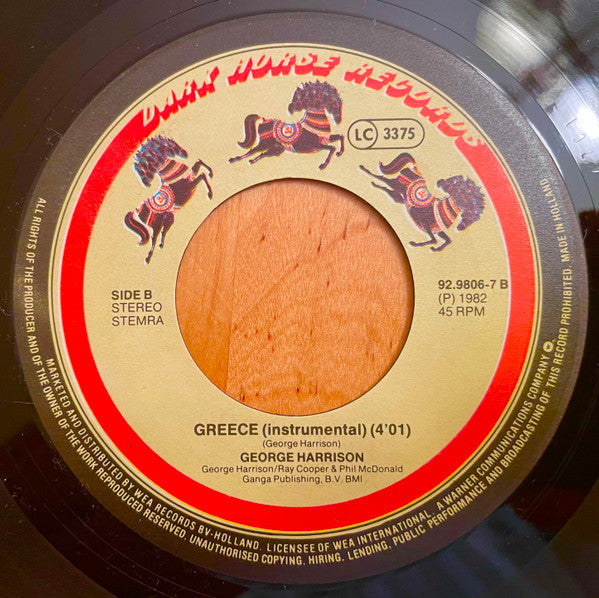 DARK HORSE RECORDS
LC 3375
SIDE B
STEREO
STEMRA
92.9806-7 B
(P) 1982
45 RPM
GREECE (instrumental) (4'01)
(George Harrison)
GEORGE HARRISON
George Harrison/Ray Cooper & Phil McDonald
Ganga Publishing, B.V. BMI
ALL RIGHTS OF THE PRODUCER AND OF THE OWNER OF THE WORK REPRODUCED RESERVED. UNAUTHORISED COPYING, HIRING, LENDING, PUBLIC PERFORMANCE AND BROADCASTING OF THIS RECORD PROHIBITED. MADE IN HOLLAND
MARKETED AND DISTRIBUTED BY WEA RECORDS BV-HOLLAND. LICENSEE OF WEA INTERNATIONAL. A WARNER COMMUNICATIONS COMPANY